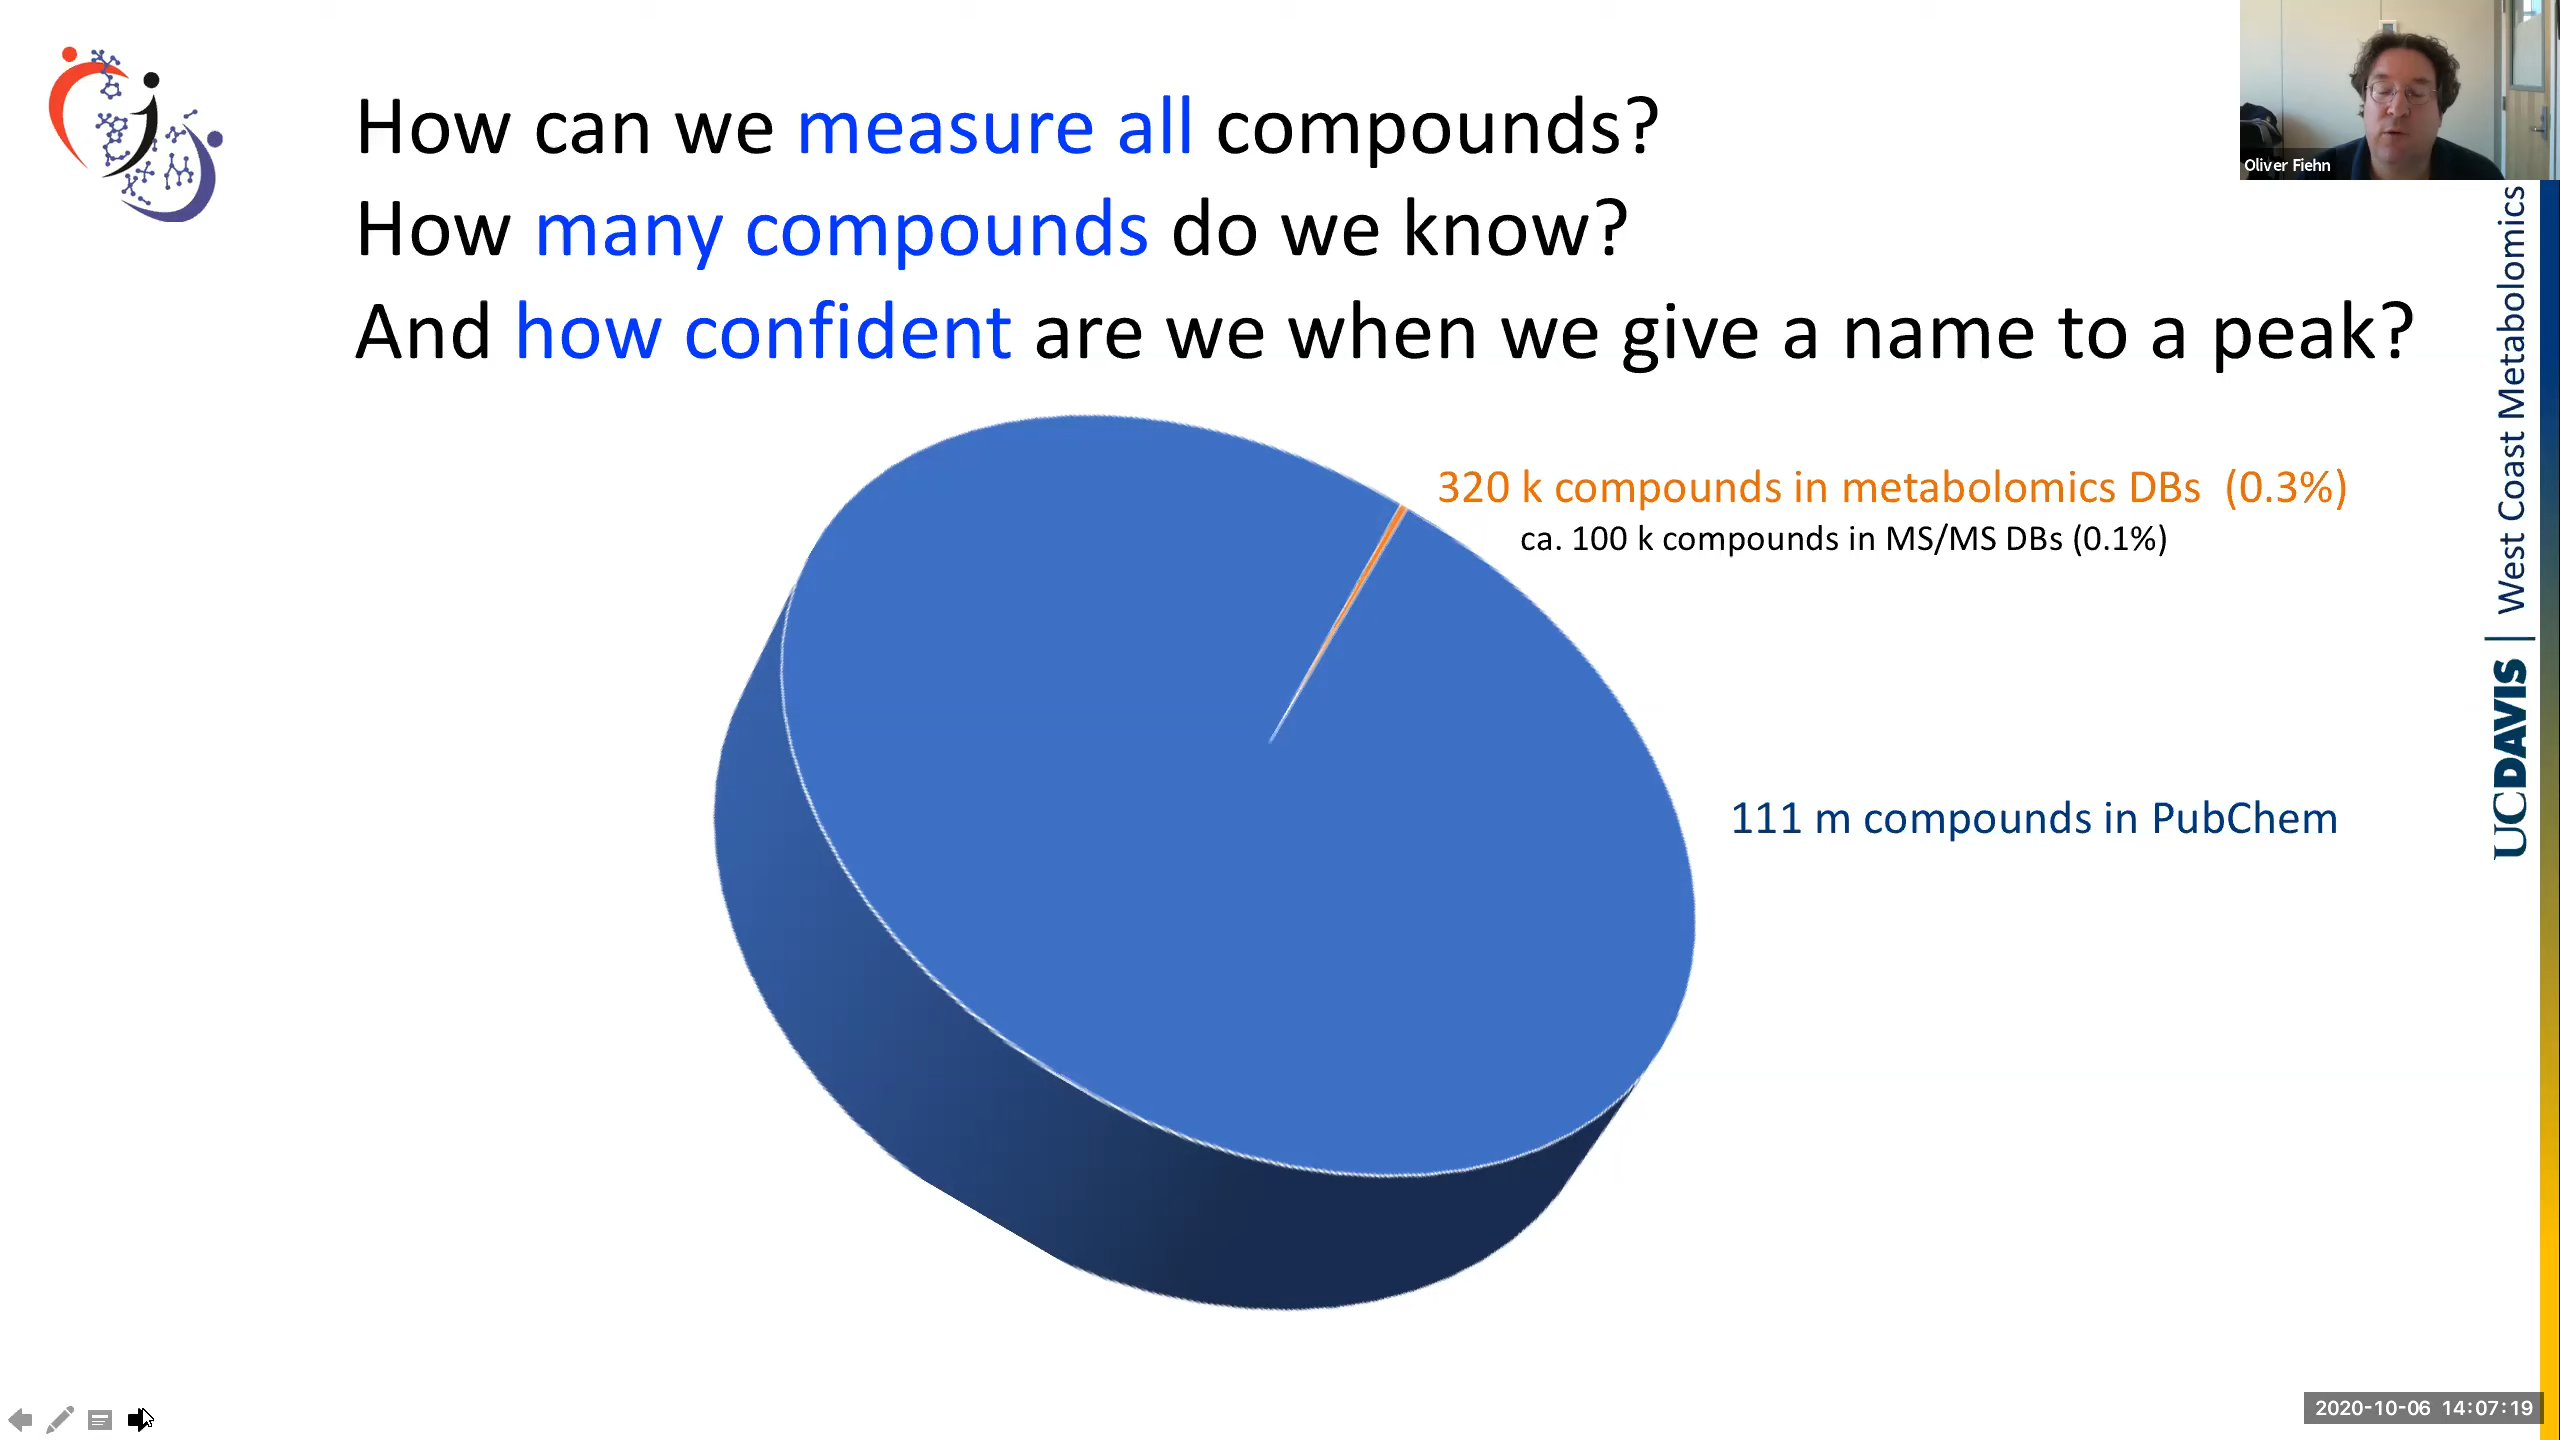 How can we measure all compounds?
How many compounds do we know?
And how confident are we when we give a name to a peak?
320 k compounds in metabolomics DBs (0.3%)
ca. 100 k compounds in MS/MS DBs (0.1%)
111 m compounds in PubChem
Oliver Fiehn
UCDAVIS | West Coast Metabolomics
2020-10-06 14:07:19